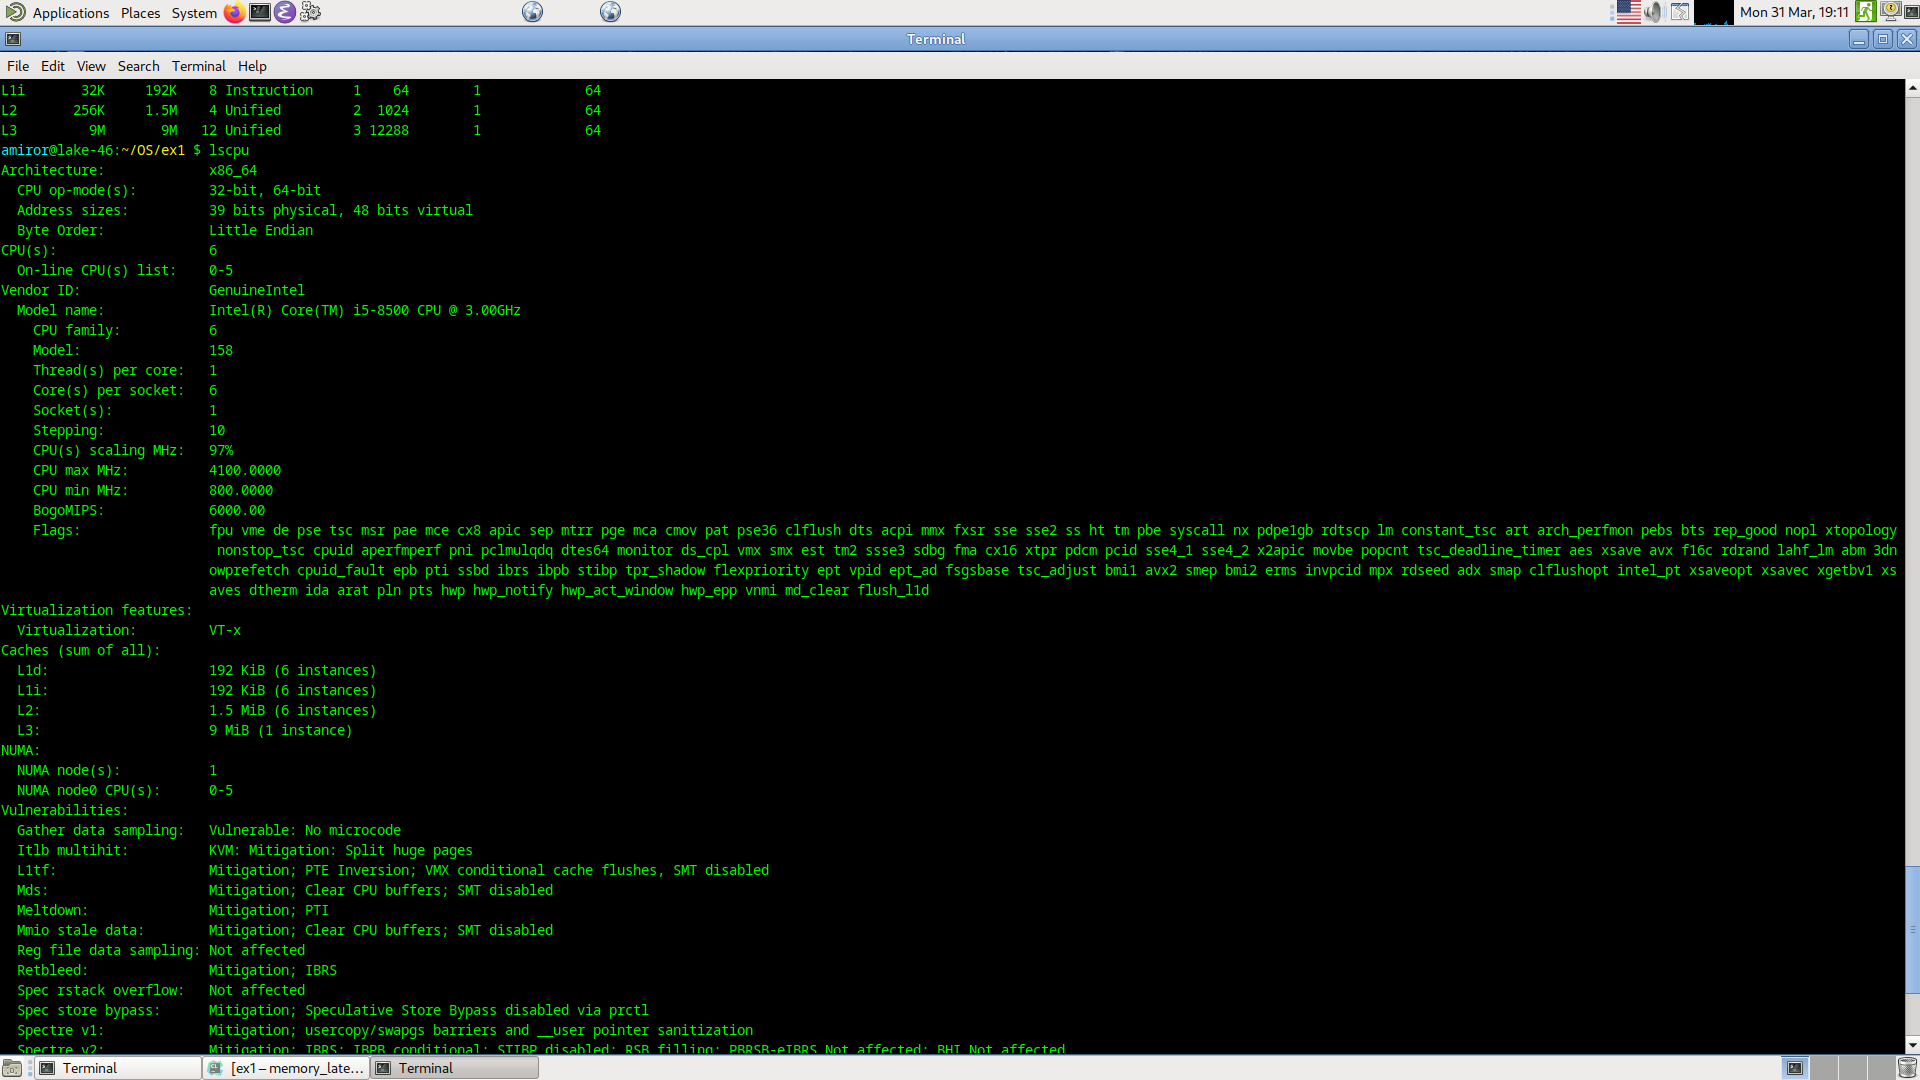 Applications Places System Mon 31 Mar, 19:11
Terminal
File Edit View Search Terminal Help
L1i 32K 192K 8 Instruction 1 64 1 64
L2 256K 1.5M 4 Unified 2 1024 1 64
L3 9M 9M 12 Unified 3 12288 1 64
amiror@lake-46:~/OS/ex1 $ lscpu
Architecture: x86_64
CPU op-mode(s): 32-bit, 64-bit
Address sizes: 39 bits physical, 48 bits virtual
Byte Order: Little Endian
CPU(s): 6
On-line CPU(s) list: 0-5
Vendor ID: GenuineIntel
Model name: Intel(R) Core(TM) i5-8500 CPU @ 3.00GHz
CPU family: 6
Model: 158
Thread(s) per core: 1
Core(s) per socket: 6
Socket(s): 1
Stepping: 10
CPU(s) scaling MHz: 97%
CPU max MHz: 4100.0000
CPU min MHz: 800.0000
BogoMIPS: 6000.00
Flags: fpu vme de pse tsc msr pae mce cx8 apic sep mtrr pge mca cmov pat pse36 clflush dts acpi mmx fxsr sse sse2 ss ht tm pbe syscall nx pdpe1gb rdtscp lm constant_tsc art arch_perfmon pebs bts rep_good nopl xtopology
nonstop_tsc cpuid aperfmperf pni pclmulqdq dtes64 monitor ds_cpl vmx smx est tm2 ssse3 sdbg fma cx16 xtpr pdcm pcid sse4_1 sse4_2 x2apic movbe popcnt tsc_deadline_timer aes xsave avx f16c rdrand lahf_lm abm 3dn
owprefetch cpuid_fault epb pti ssbd ibrs ibpb stibp tpr_shadow flexpriority ept vpid ept_ad fsgsbase tsc_adjust bmi1 avx2 smep bmi2 erms invpcid mpx rdseed adx smap clflushopt intel_pt xsaveopt xsavec xgetbv1 xs
aves dtherm ida arat pln pts hwp hwp_notify hwp_act_window hwp_epp vnmi md_clear flush_l1d
Virtualization features:
Virtualization: VT-x
Caches (sum of all):
L1d: 192 KiB (6 instances)
L1i: 192 KiB (6 instances)
L2: 1.5 MiB (6 instances)
L3: 9 MiB (1 instance)
NUMA:
NUMA node(s): 1
NUMA node0 CPU(s): 0-5
Vulnerabilities:
Gather data sampling: Vulnerable: No microcode
Itlb multihit: KVM: Mitigation: Split huge pages
L1tf: Mitigation; PTE Inversion; VMX conditional cache flushes, SMT disabled
Mds: Mitigation; Clear CPU buffers; SMT disabled
Meltdown: Mitigation; PTI
Mmio stale data: Mitigation; Clear CPU buffers; SMT disabled
Reg file data sampling: Not affected
Retbleed: Mitigation; IBRS
Spec rstack overflow: Not affected
Spec store bypass: Mitigation; Speculative Store Bypass disabled via prctl
Spectre v1: Mitigation; usercopy/swapgs barriers and __user pointer sanitization
Spectre v2: Mitigation; IBRS; IBPB conditional; STIBP disabled; RSB filling; PBRSB-eIBRS Not affected; BHI Not affected
Terminal [ex1 – memory_late... Terminal